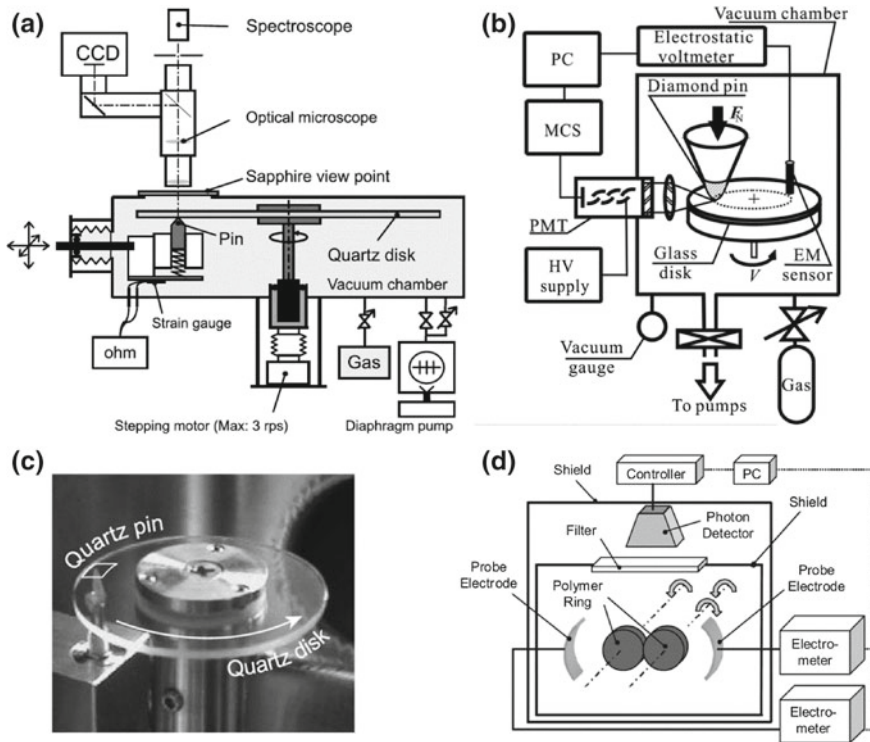 (a)
Spectroscope
CCD
Optical microscope
Sapphire view point
Pin
Quartz disk
Vacuum chamber
Strain gauge
ohm
Gas
Stepping motor (Max: 3 rps)
Diaphragm pump
(b)
Vacuum chamber
Electrostatic
voltmeter
PC
Diamond pin
F_N
MCS
PMT
Glass
disk
V
EM
sensor
HV
supply
Vacuum
gauge
Gas
To pumps
(c)
Quartz pin
Quartz disk
(d)
Shield
Controller
PC
Photon
Detector
Shield
Filter
Probe
Electrode
Polymer
Ring
Probe
Electrode
Electro-
meter
Electro-
meter